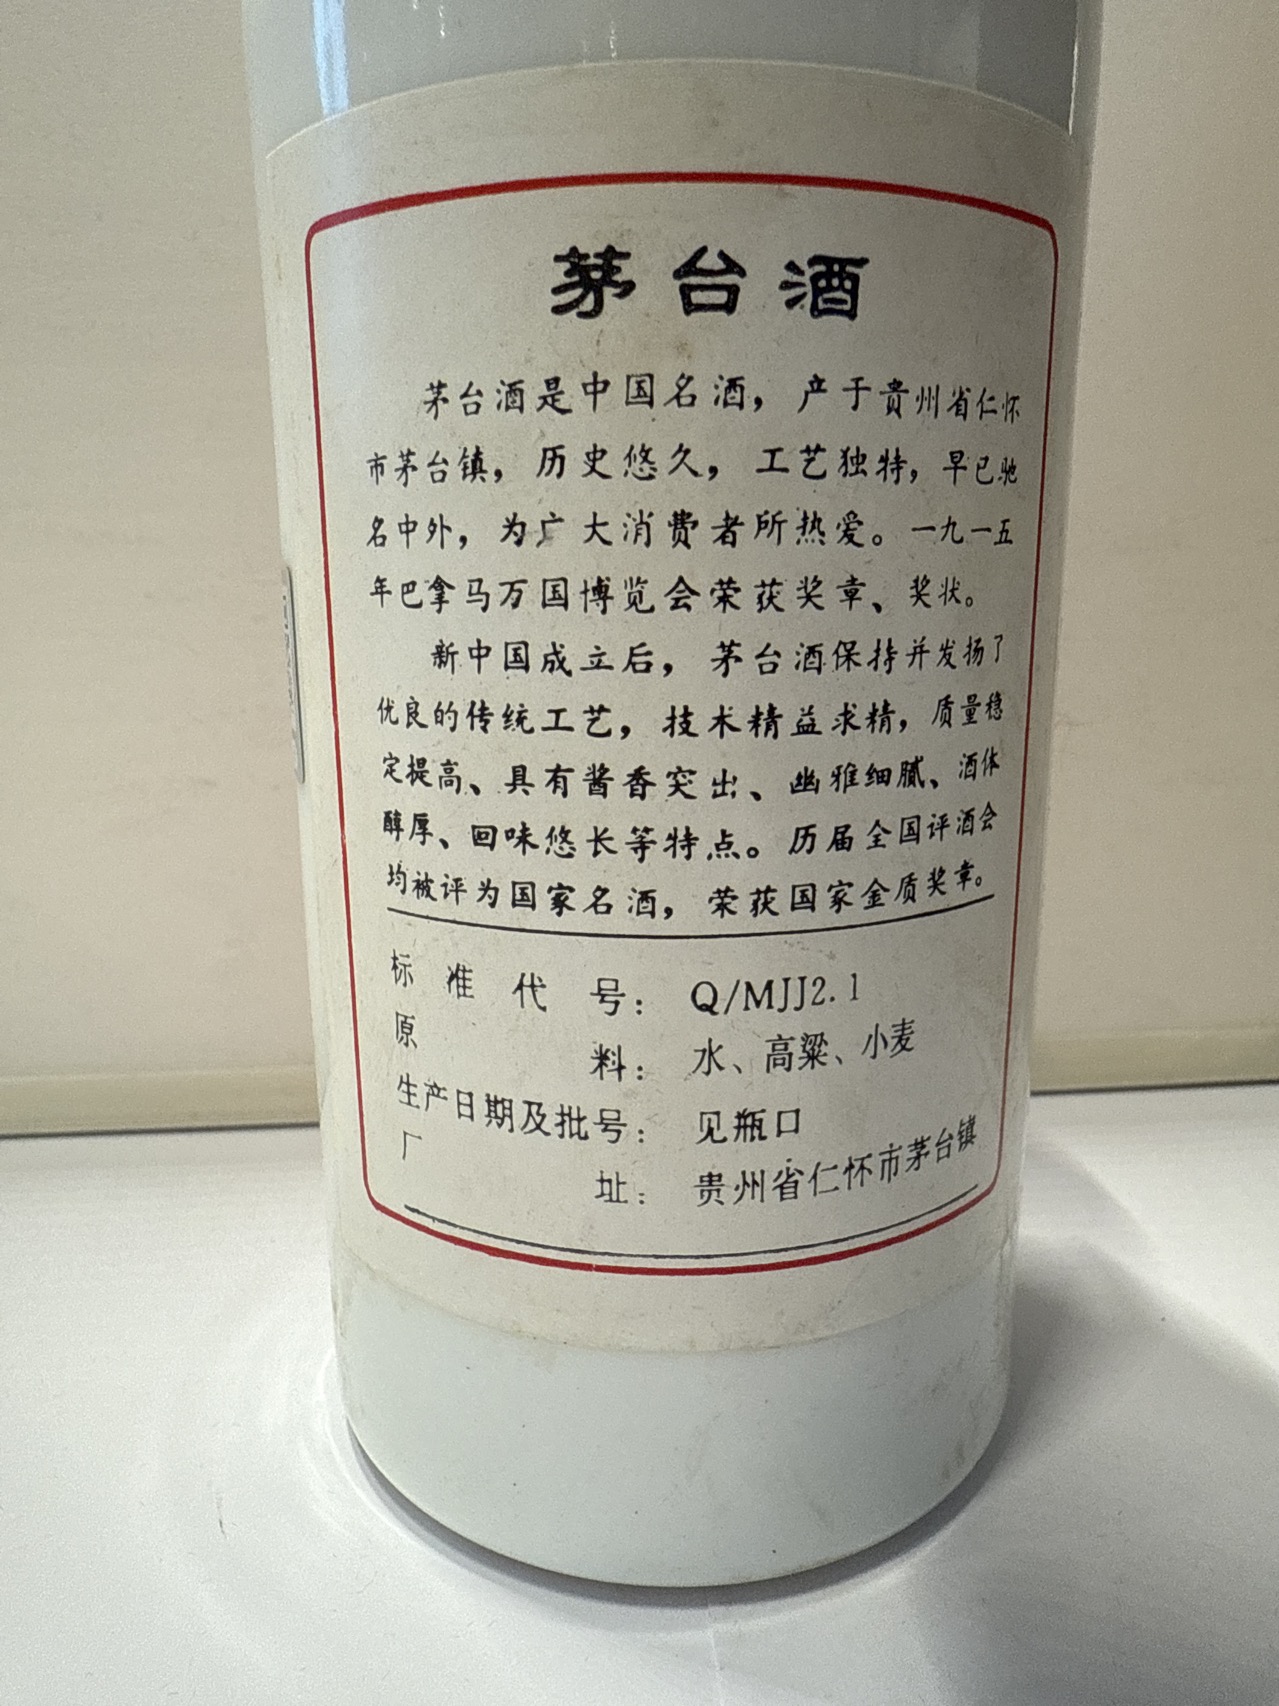 茅台酒
茅台酒是中国名酒，产于贵州省仁怀
市茅台镇，历史悠久，工艺独特，早已驰
名中外，为广大消费者所热爱。一九一五
年巴拿马万国博览会荣获奖章、奖状。
新中国成立后，茅台酒保持并发扬了
优良的传统工艺，技术精益求精，质量稳
定提高、具有酱香突出、幽雅细腻、酒体
醇厚、回味悠长等特点。历届全国评酒会
均被评为国家名酒，荣获国家金质奖章。
标准代号：Q/MJJ2.1
原料：水、高粱、小麦
生产日期及批号：见瓶口
厂址：贵州省仁怀市茅台镇